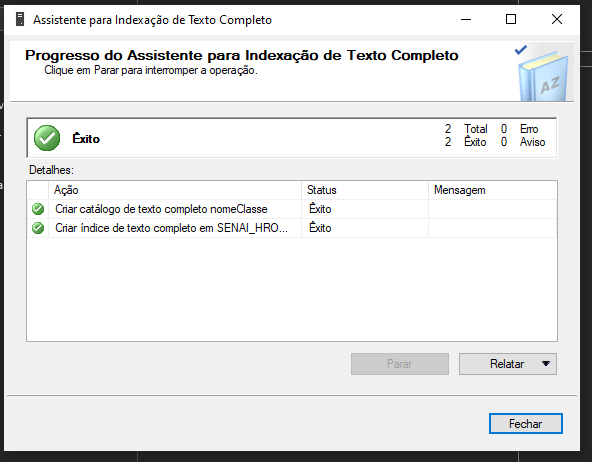 Assistente para Indexação de Texto Completo
Progresso do Assistente para Indexação de Texto Completo
Clique em Parar para interromper a operação.
AZ
Êxito
2 Total 0 Erro
2 Êxito 0 Aviso
Detalhes:
Ação Status Mensagem
Criar catálogo de texto completo nomeClasse Êxito
Criar índice de texto completo em SENAI_HRO... Êxito
Parar Relatar
Fechar